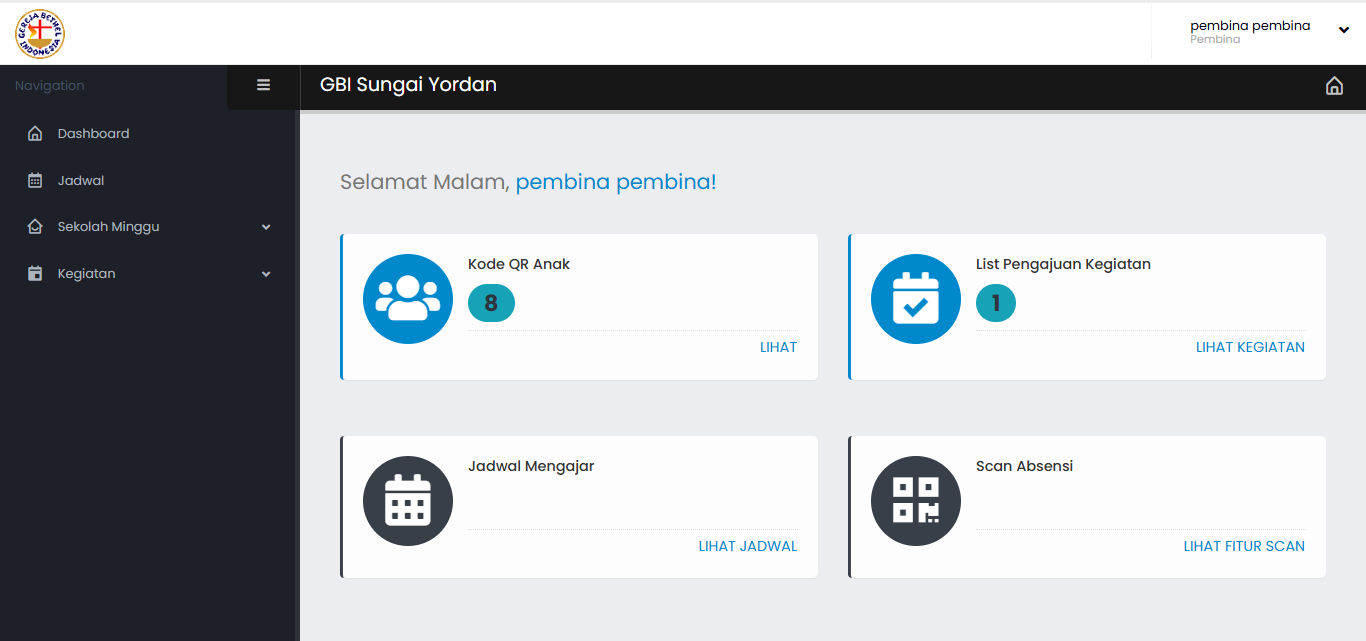 GEREJA BETHEL INDONESIA
pembina pembina
Pembina
Navigation
GBI Sungai Yordan
Dashboard
Jadwal
Sekolah Minggu
Kegiatan
Selamat Malam, pembina pembina!
Kode QR Anak
8
LIHAT
List Pengajuan Kegiatan
1
LIHAT KEGIATAN
Jadwal Mengajar
LIHAT JADWAL
Scan Absensi
LIHAT FITUR SCAN